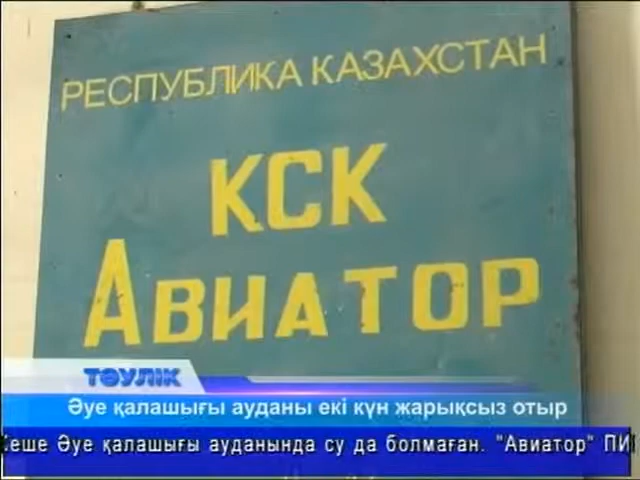 РЕСПУБЛИКА КАЗАХСТАН
КСК
АВИАТОР
ТӘУЛІК
Әуе қалашығы ауданы екі күн жарықсыз отыр
Кеше Әуе қалашығы ауданында су да болмаған. "Авиатор" ПИ